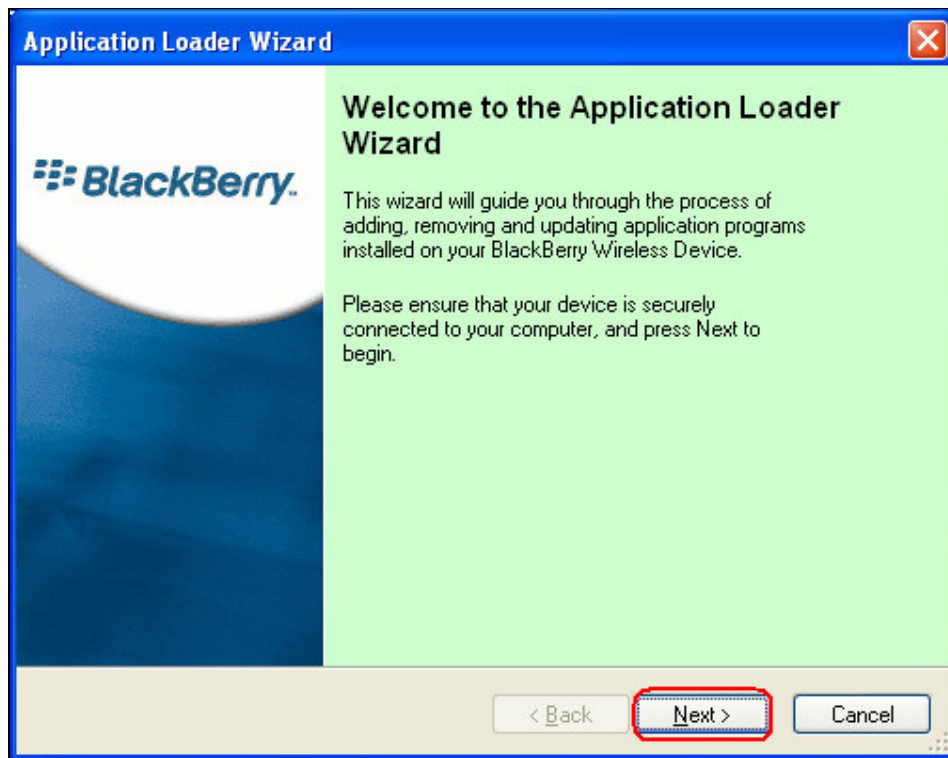 Application Loader Wizard
BlackBerry.
Welcome to the Application Loader
Wizard
This wizard will guide you through the process of
adding, removing and updating application programs
installed on your BlackBerry Wireless Device.
Please ensure that your device is securely
connected to your computer, and press Next to
begin.
< Back
Next >
Cancel